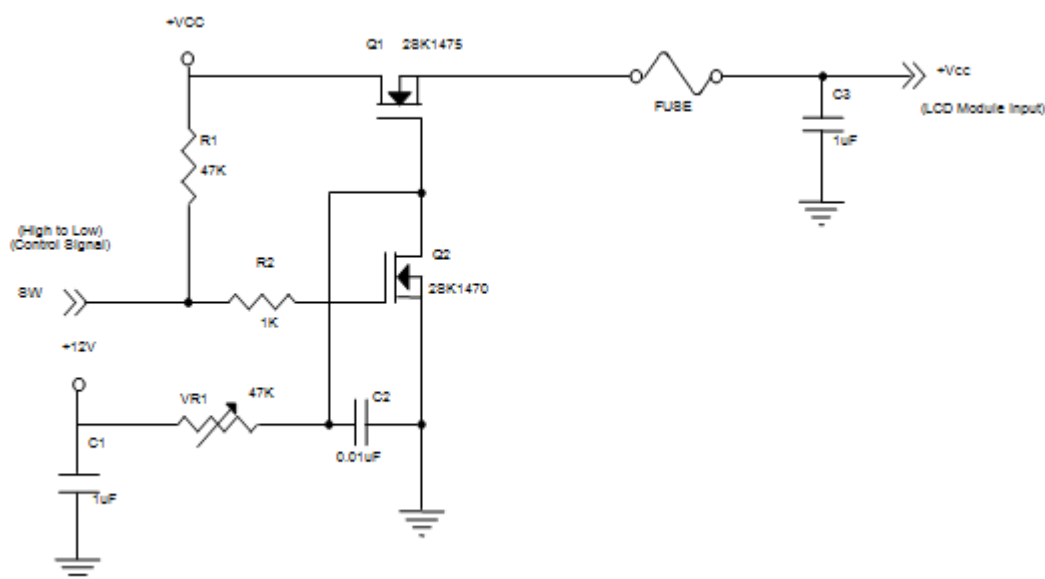 +VCC
Q1 2SK1475
+Vcc
FUSE
C3
(LCD Module Input)
1uF
R1
47K
(High to Low)
(Control Signal)
Q2
R2
SW
2SK1470
1K
+12V
47K
VR1
C2
C1
0.01uF
1uF